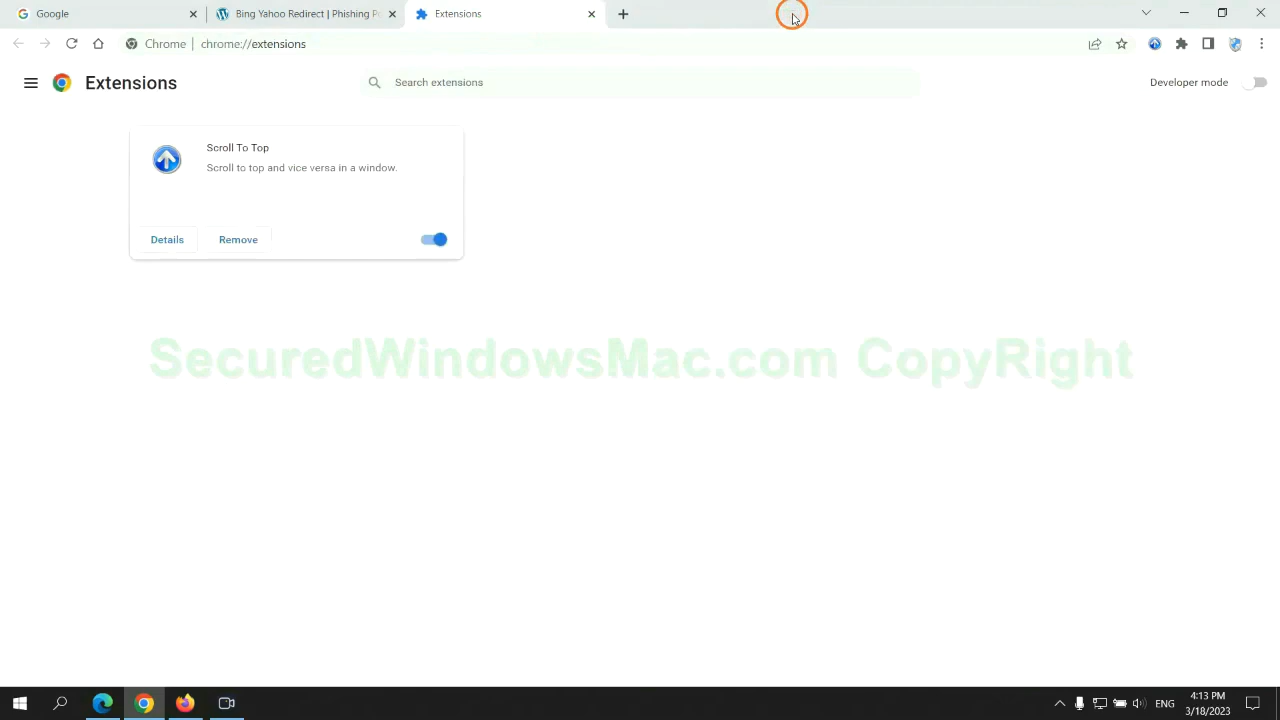 Google
Bing Yahoo Redirect | Phishing
Extensions
Chrome | chrome://extensions
Extensions
Search extensions
Developer mode
Scroll To Top
Scroll to top and vice versa in a window.
Details
Remove
SecuredWindowsMac.com CopyRight
ENG
4:13 PM
3/18/2023